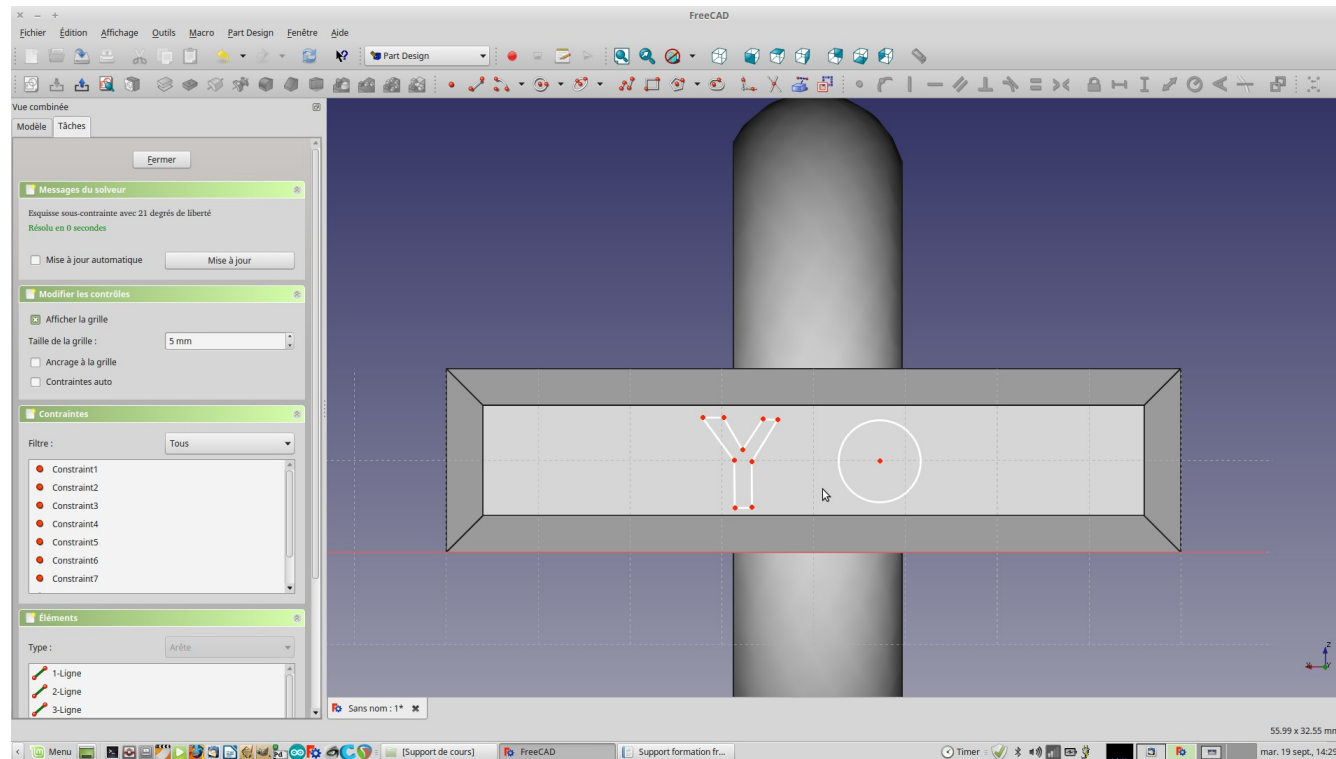 FreeCAD
Fichier Édition Affichage Outils Macro Part Design Fenêtre Aide
Part Design
Vue combinée
Modèle Tâches
Fermer
Messages du solveur
Esquisse sous-contrainte avec 21 degrés de liberté
Résolu en 0 secondes
Mise à jour automatique Mise à jour
Modifier les contrôles
Afficher la grille
Taille de la grille : 5 mm
Ancrage à la grille
Contraintes auto
Contraintes
Filtre : Tous
Constraint1
Constraint2
Constraint3
Constraint4
Constraint5
Constraint6
Constraint7
Éléments
Type : Arête
1-Ligne
2-Ligne
3-Ligne
Y
Z
Sans nom : 1*
55.99 x 32.55 mm
Menu [Support de cours] FreeCAD Support formation fr... Timer mar. 19 sept., 14:29